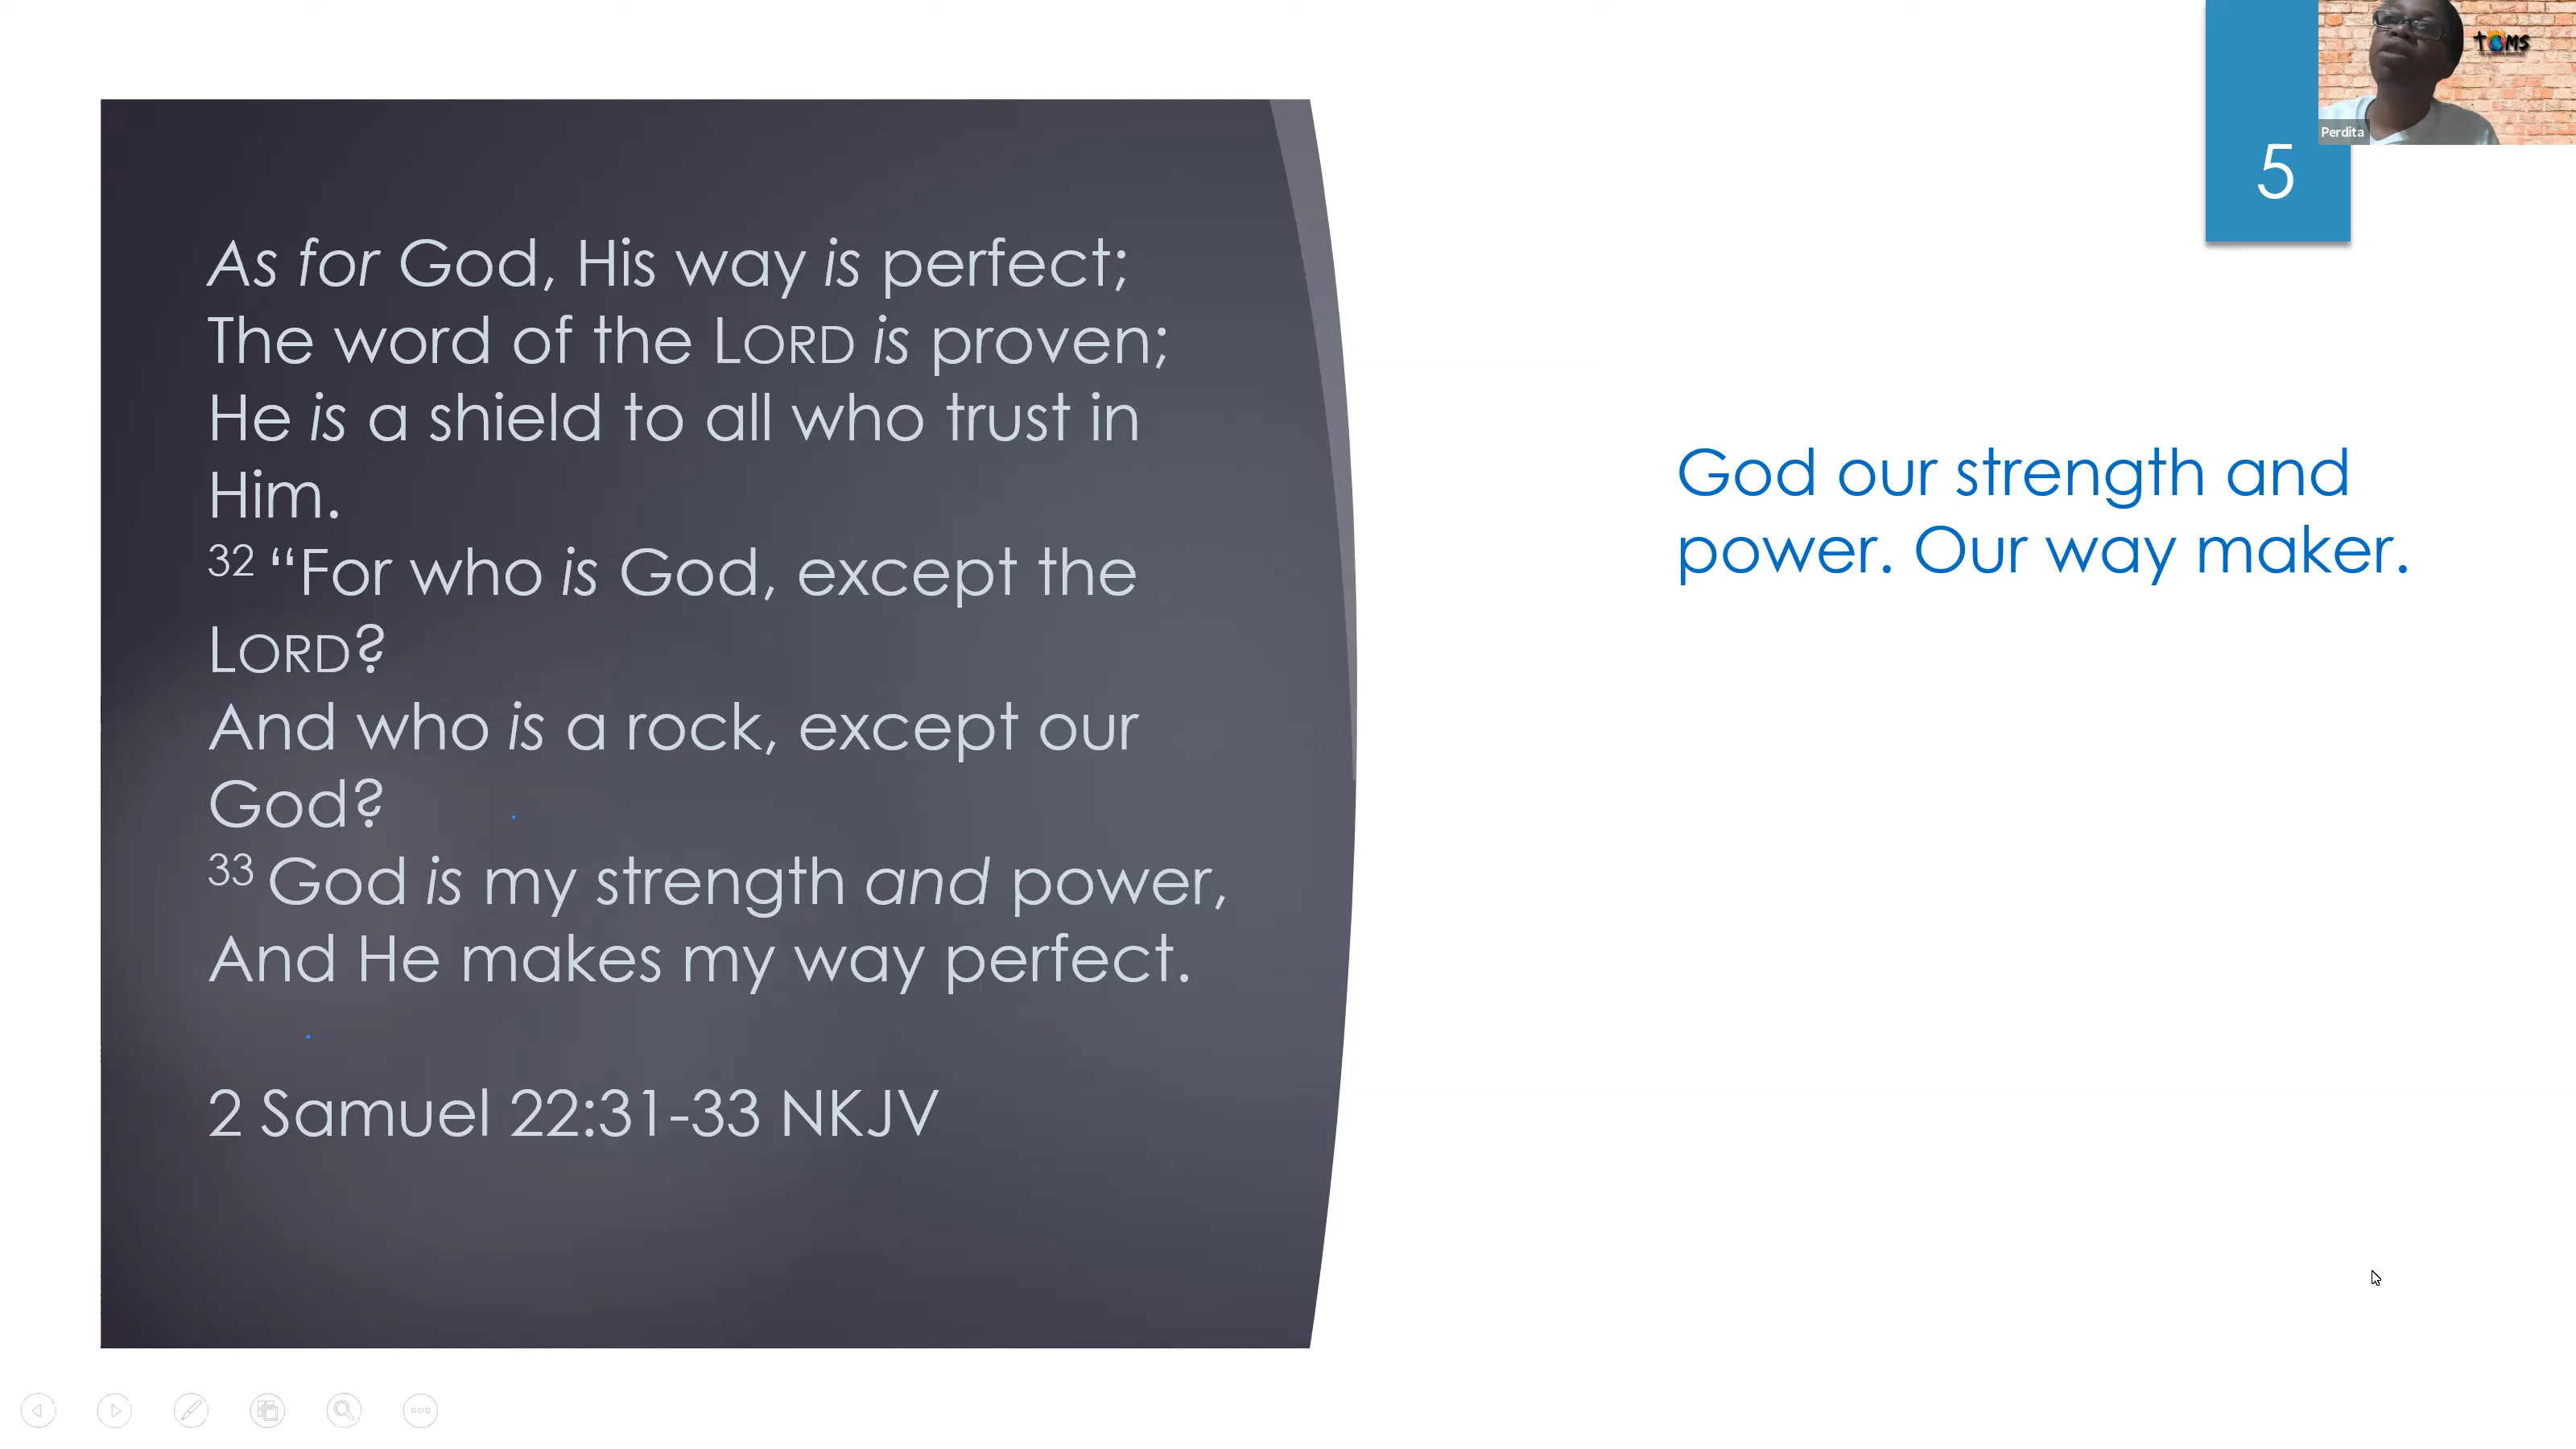 As for God, His way is perfect;
The word of the LORD is proven;
He is a shield to all who trust in
Him.
32 “For who is God, except the
LORD?
And who is a rock, except our
God?
33 God is my strength and power,
And He makes my way perfect.
2 Samuel 22:31-33 NKJV
God our strength and
power. Our way maker.
5
TOMS
Perdita